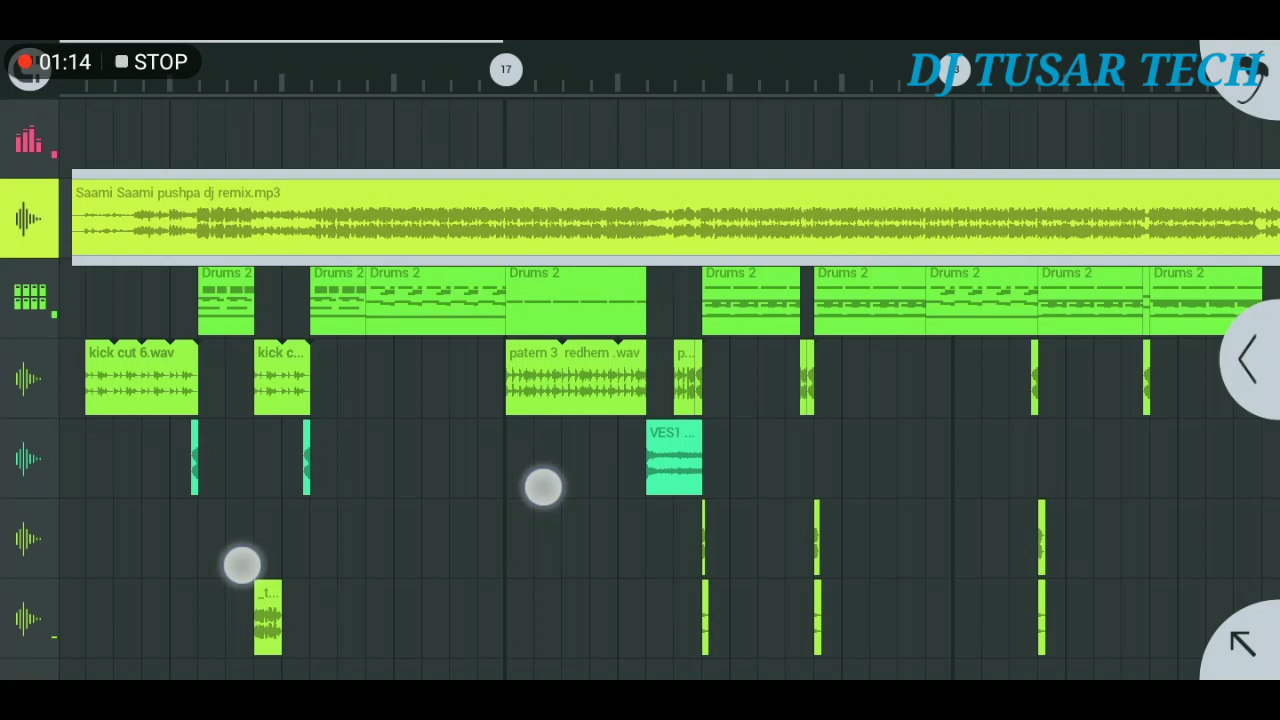 01:14 STOP
17
DJ TUSAR TECH
Saami Saami pushpa dj remix.mp3
Drums 2 Drums 2 Drums 2 Drums 2 Drums 2 Drums 2 Drums 2 Drums 2 Drums 2
kick cut 6.wav kick c... patern 3 redhem .wav p...
VES1 ...
_t...